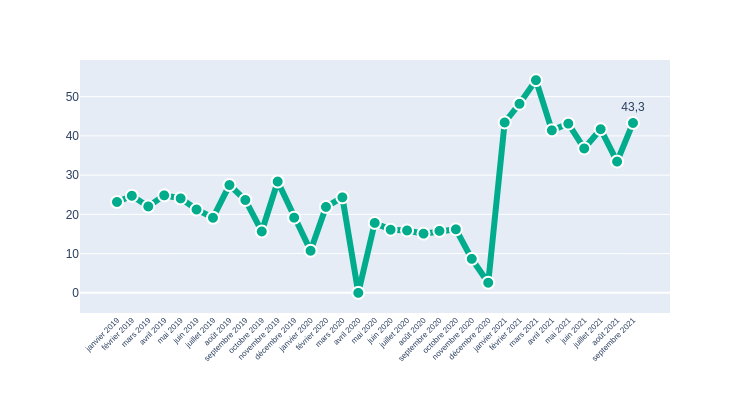 50
40
30
20
10
0
43,3
janvier 2019
février 2019
mars 2019
avril 2019
mai 2019
juin 2019
juillet 2019
août 2019
septembre 2019
octobre 2019
novembre 2019
décembre 2019
janvier 2020
février 2020
mars 2020
avril 2020
mai 2020
juin 2020
juillet 2020
août 2020
septembre 2020
octobre 2020
novembre 2020
décembre 2020
janvier 2021
février 2021
mars 2021
avril 2021
mai 2021
juin 2021
juillet 2021
août 2021
septembre 2021